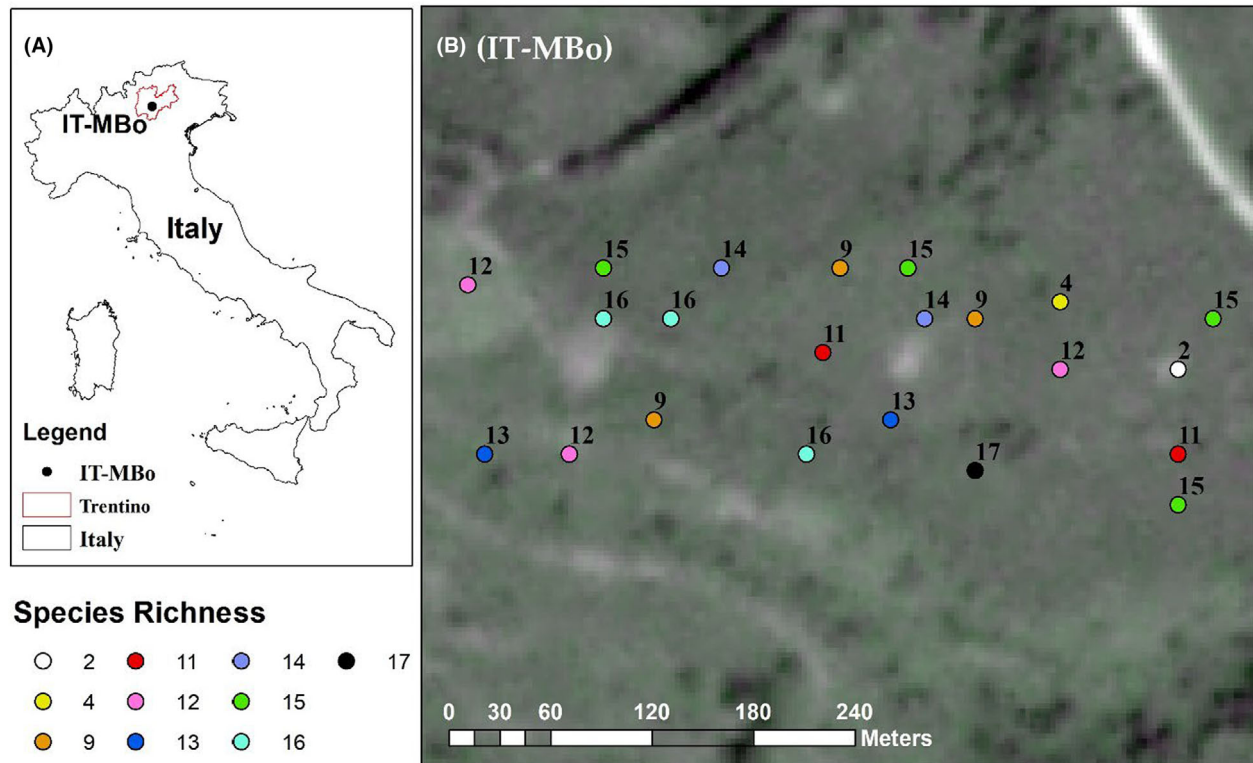 (A)
IT-MBo
Italy
Legend
IT-MBo
Trentino
Italy
Species Richness
2 11 14 17
4 12 15
9 13 16
(B) (IT-MBo)
12 15 14 9 15 4 15
16 16 14 9
11 12 2
9 13
13 12 16 17 11
15
0 30 60 120 180 240
Meters